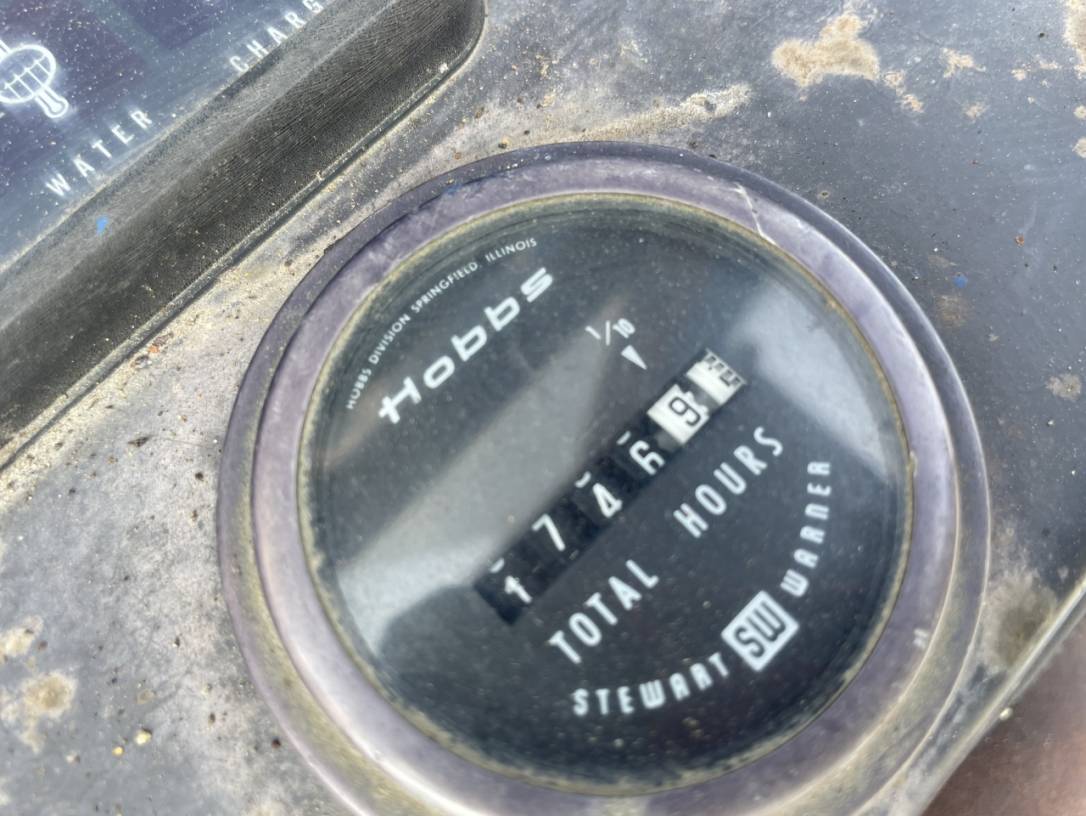 CHARG
WATER
HOBBS DIVISION SPRINGFIELD, ILLINOIS
Hobbs
1/10
1 7 4 6 9
TOTAL HOURS
STEWART SW WARNER